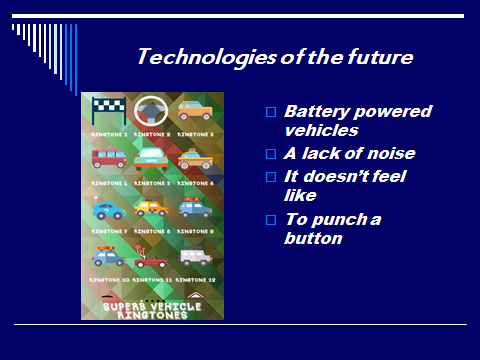 Technologies of the future
RINGTONE 1 RINGTONE 2 RINGTONE 3
RINGTONE 4 RINGTONE 5 RINGTONE 6
RINGTONE 7 RINGTONE 8 RINGTONE 9
RINGTONE 10 RINGTONE 11 RINGTONE 12
SUPERB VEHICLE
RINGTONES
Battery powered
vehicles
A lack of noise
It doesn't feel
like
To punch a
button